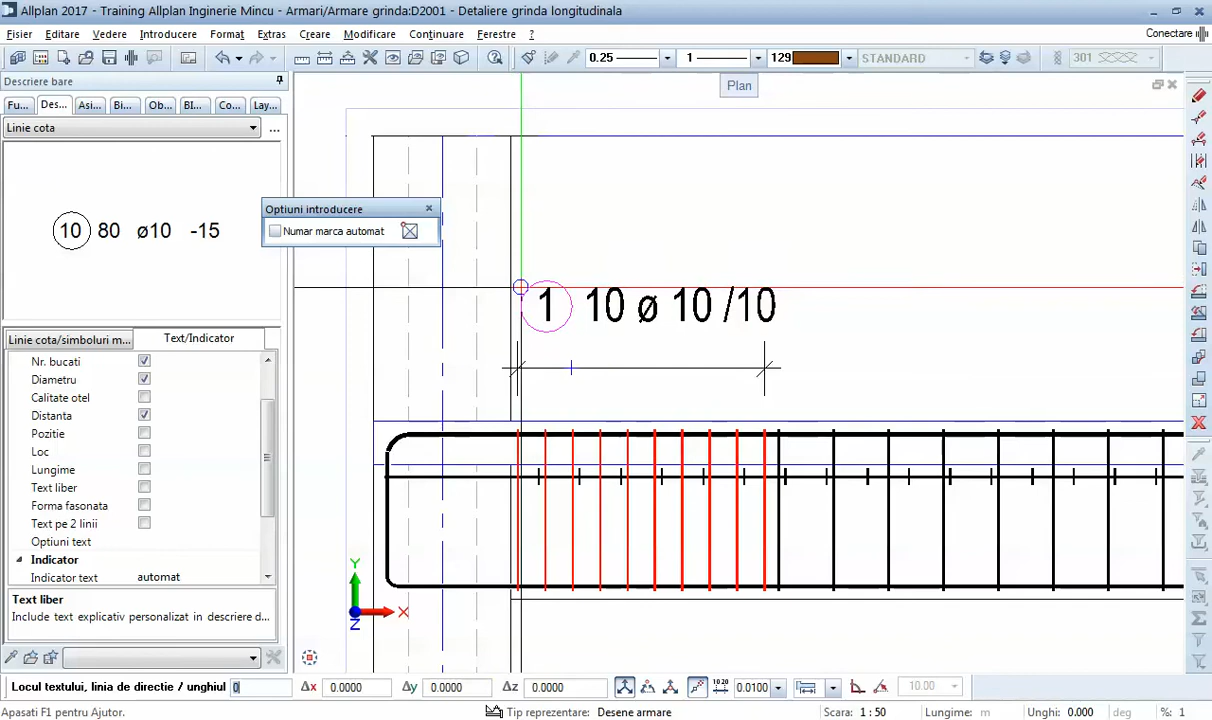 Allplan 2017 - Training Allplan Inginerie Mincu - Armari/Armare grinda:D2001 - Detaliere grinda longitudinala
Fisier Editare Vedere Introducere Format Extras Creare Modificare Continuare Ferestre ? Conectare
0.25 1 129 STANDARD 301
Descriere bare
Plan
Fu... Des... Asi... Bi... Ob... BI... Co... Lay...
Linie cota ...
Optiuni introducere
Numar marca automat
10 80 ø10 -15
1 10 ø 10 /10
Linie cota/simboluri m... Text/Indicator
Nr. bucati
Diametru
Calitate otel
Distanta
Pozitie
Loc
Lungime
Text liber
Forma fasonata
Text pe 2 linii
Optiuni text
Indicator
Indicator text automat
Text liber
Include text explicativ personalizat in descriere d...
Y
X
Z
Locul textului, linia de directie / unghiul 0 Δx 0.0000 Δy 0.0000 Δz 0.0000 0.0100 10.00
Apasati F1 pentru Ajutor. Tip reprezentare: Desene armare Scara: 1 : 50 Lungime: m Unghi: 0.000 deg %: 1